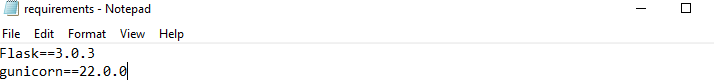 requirements - Notepad
File Edit Format View Help
Flask==3.0.3
gunicorn==22.0.0